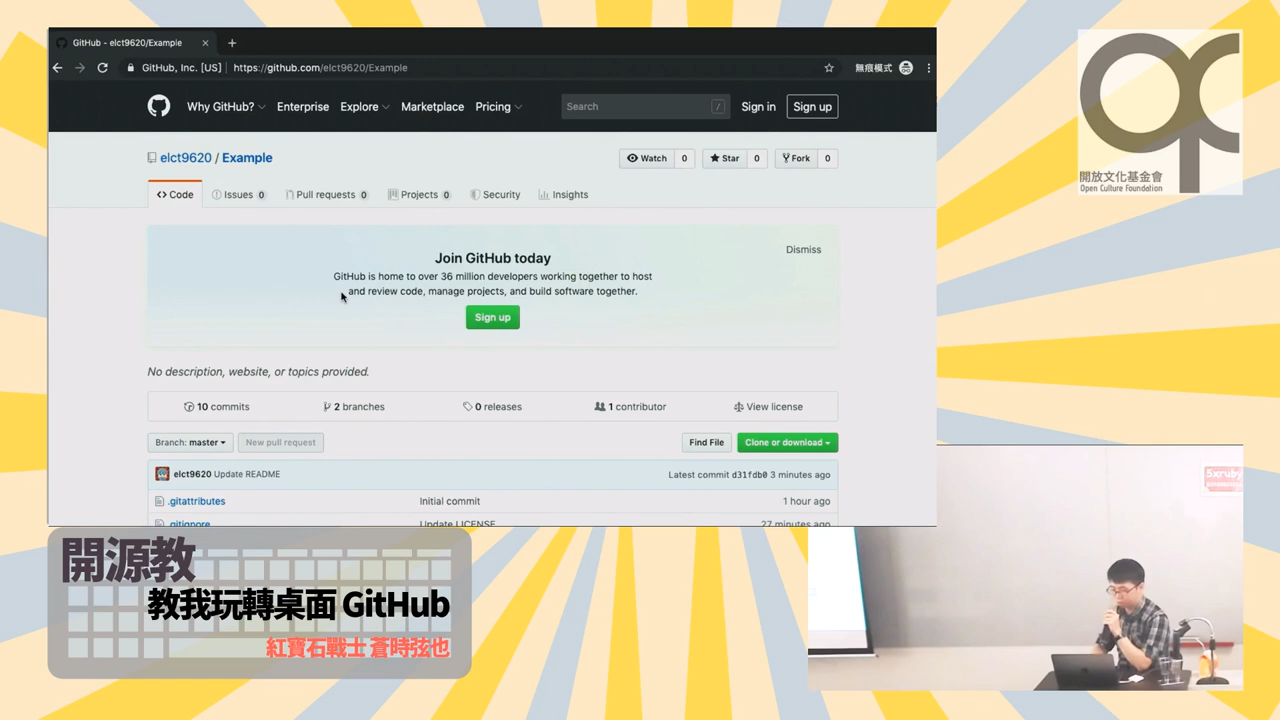 GitHub - elct9620/Example
GitHub, Inc. [US] https://github.com/elct9620/Example
無痕模式
Why GitHub? Enterprise Explore Marketplace Pricing
Search /
Sign in Sign up
elct9620 / Example
Watch 0 Star 0 Fork 0
Code Issues 0 Pull requests 0 Projects 0 Security Insights
Join GitHub today
Dismiss
GitHub is home to over 36 million developers working together to host
and review code, manage projects, and build software together.
Sign up
No description, website, or topics provided.
10 commits 2 branches 0 releases 1 contributor View license
Branch: master New pull request Find File Clone or download
elct9620 Update README Latest commit d31fdb0 3 minutes ago
.gitattributes Initial commit 1 hour ago
.gitignore Update LICENSE 27 minutes ago
開放文化基金會
Open Culture Foundation
5xruby
開源教
教我玩轉桌面 GitHub
紅寶石戰士 蒼時弦也